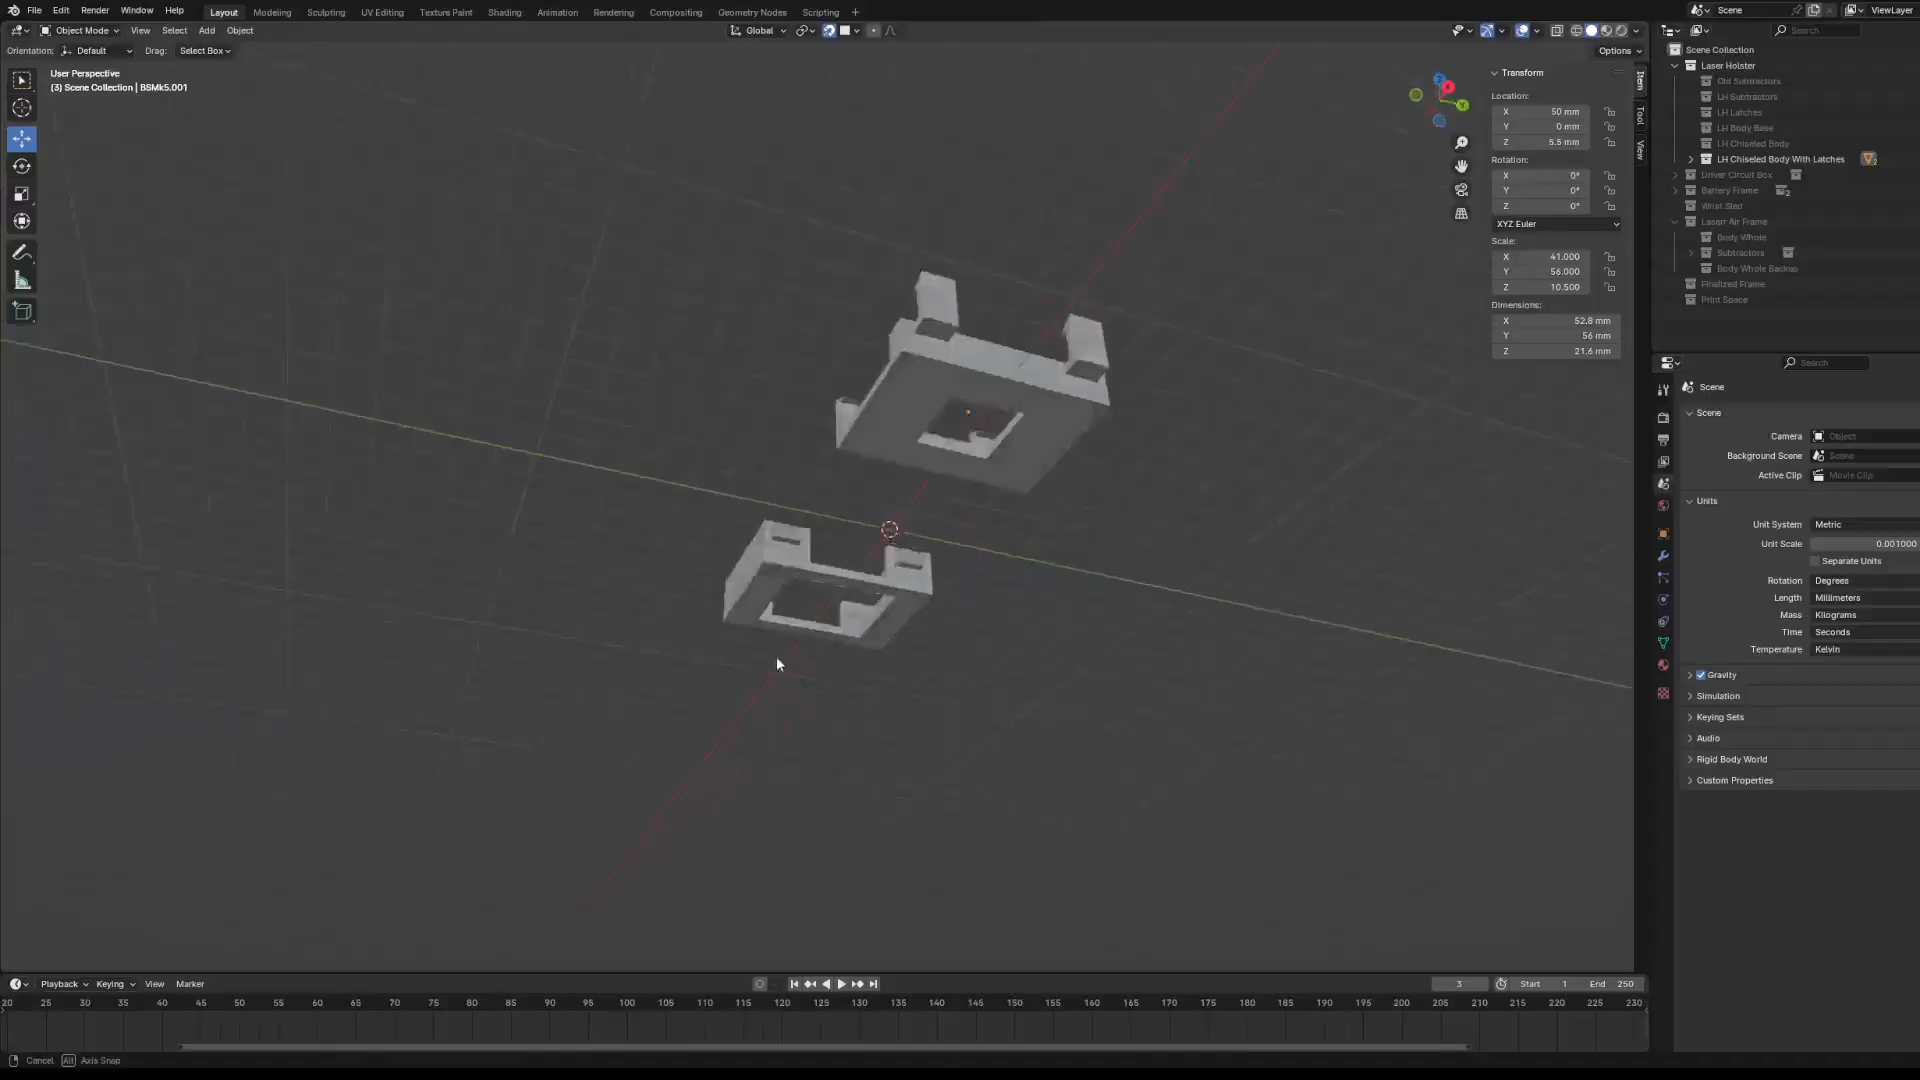 File Edit Render Window Help Layout Modeling Sculpting UV Editing Texture Paint Shading Animation Rendering Compositing Geometry Nodes Scripting + Scene ViewLayer
Object Mode View Select Add Object Global Search
Orientation: Default Drag: Select Box Options
User Perspective
(3) Scene Collection | BSMk5.001
Item
Tool
View
Transform
Location:
X 50 mm
Y 0 mm
Z 5.5 mm
Rotation:
X 0°
Y 0°
Z 0°
XYZ Euler
Scale:
X 41.000
Y 56.000
Z 10.500
Dimensions:
X 52.8 mm
Y 56 mm
Z 21.6 mm
Scene Collection
Laser Holster
Old Subtractors
LH Subtractors
LH Latches
LH Body Base
LH Chiseled Body
LH Chiseled Body With Latches
Driver Circuit Box
Battery Frame 2
Wrist Sled
Laserr Air Frame
Body Whole
Subtractors
Body Whole Backup
Finalized Frame
Print Space
Search
Scene
Scene
Camera Object
Background Scene Scene
Active Clip Movie Clip
Units
Unit System Metric
Unit Scale 0.001000
Separate Units
Rotation Degrees
Length Millimeters
Mass Kilograms
Time Seconds
Temperature Kelvin
Gravity
Simulation
Keying Sets
Audio
Rigid Body World
Custom Properties
Playback Keying View Marker 3 Start 1 End 250
20 25 30 35 40 45 50 55 60 65 70 75 80 85 90 95 100 105 110 115 120 125 130 135 140 145 150 155 160 165 170 175 180 185 190 195 200 205 210 215 220 225 230
Cancel Alt Axis Snap